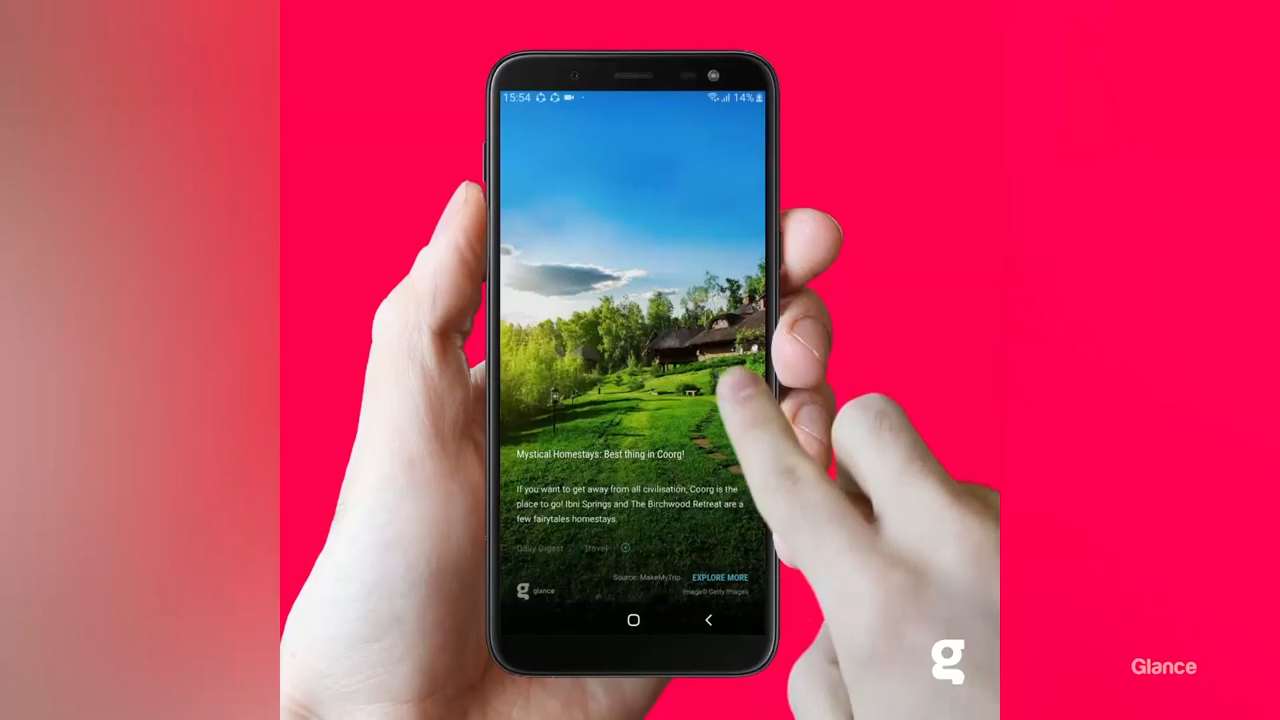 15:54
14%
Mystical Homestays: Best thing in Coorg!
If you want to get away from all civilisation, Coorg is the
place to go! Ibni Springs and The Birchwood Retreat are a
few fairytales homestays.
Daily Digest Travel
Source: MakeMyTrip EXPLORE MORE
glance
Image© Getty Images
g
Glance